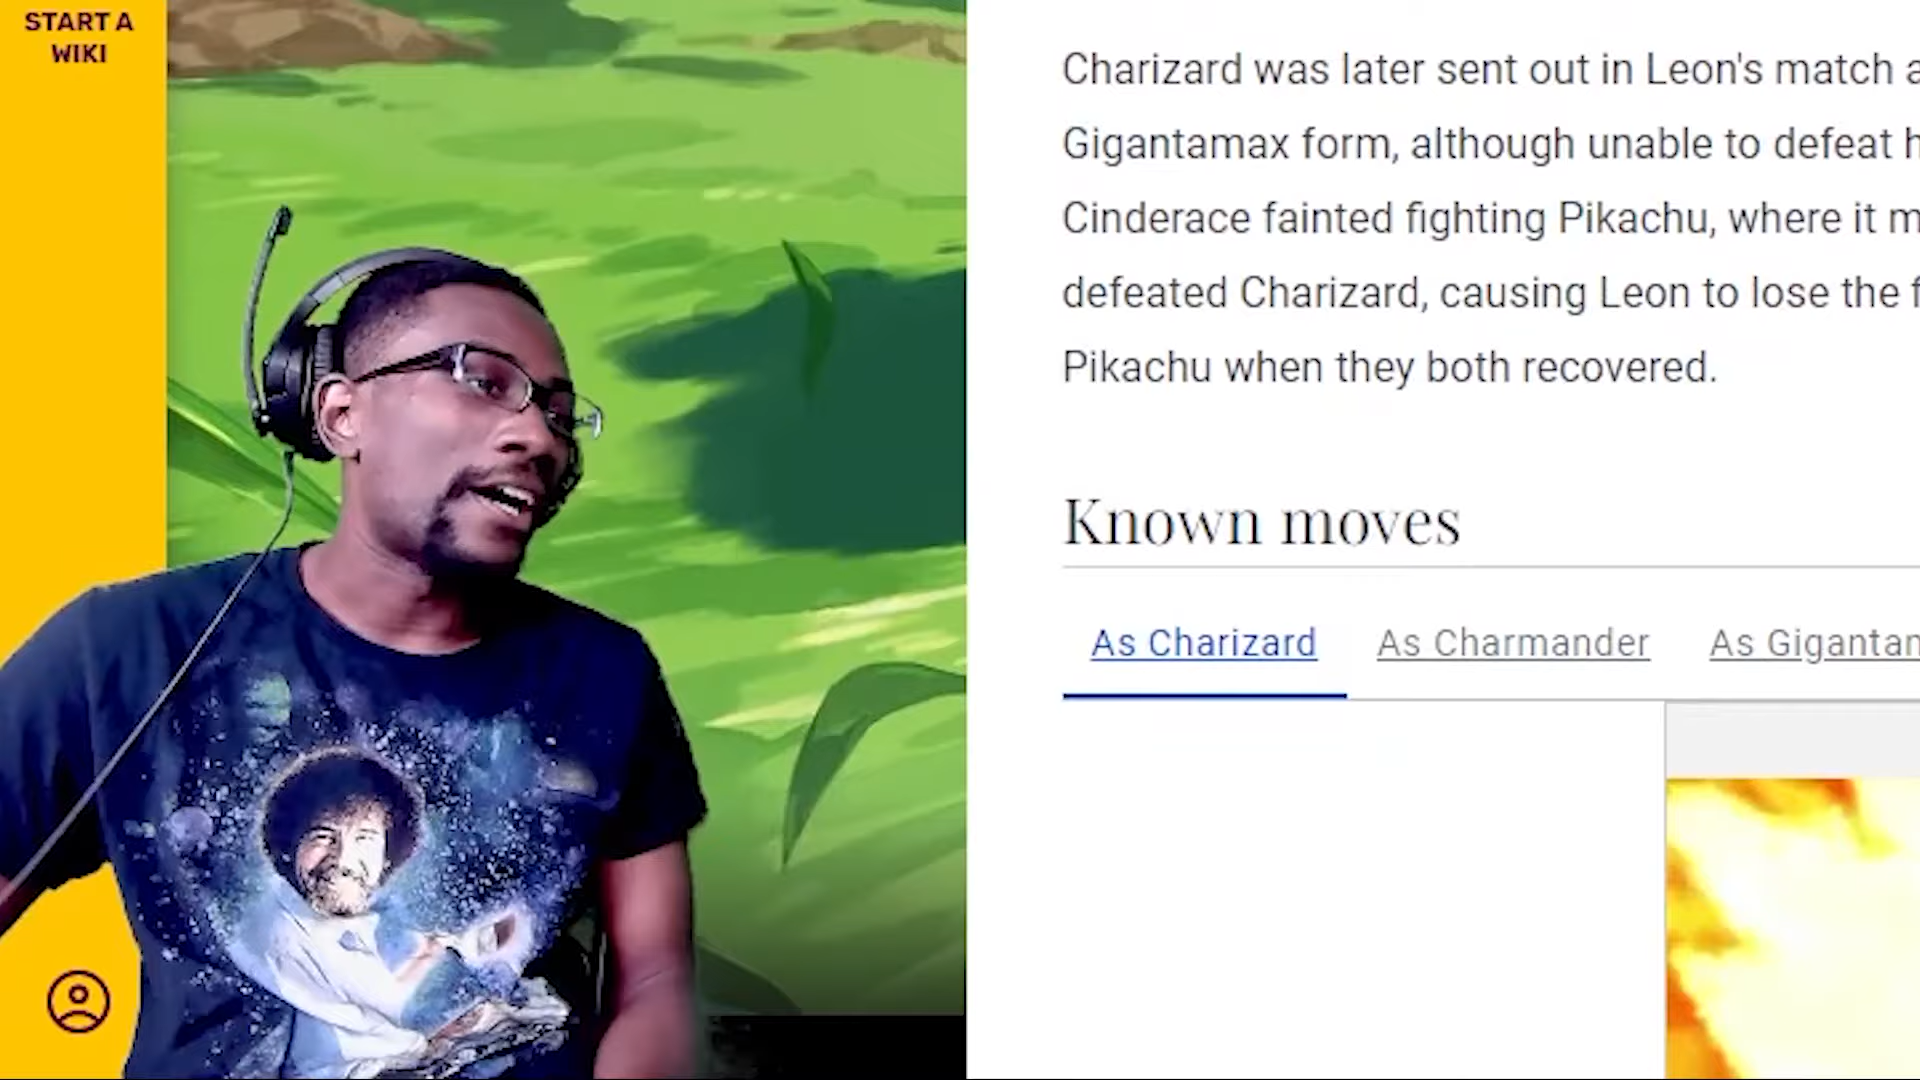 START A
WIKI
Charizard was later sent out in Leon's match a
Gigantamax form, although unable to defeat h
Cinderace fainted fighting Pikachu, where it m
defeated Charizard, causing Leon to lose the f
Pikachu when they both recovered.
Known moves
As Charizard As Charmander As Gigantan